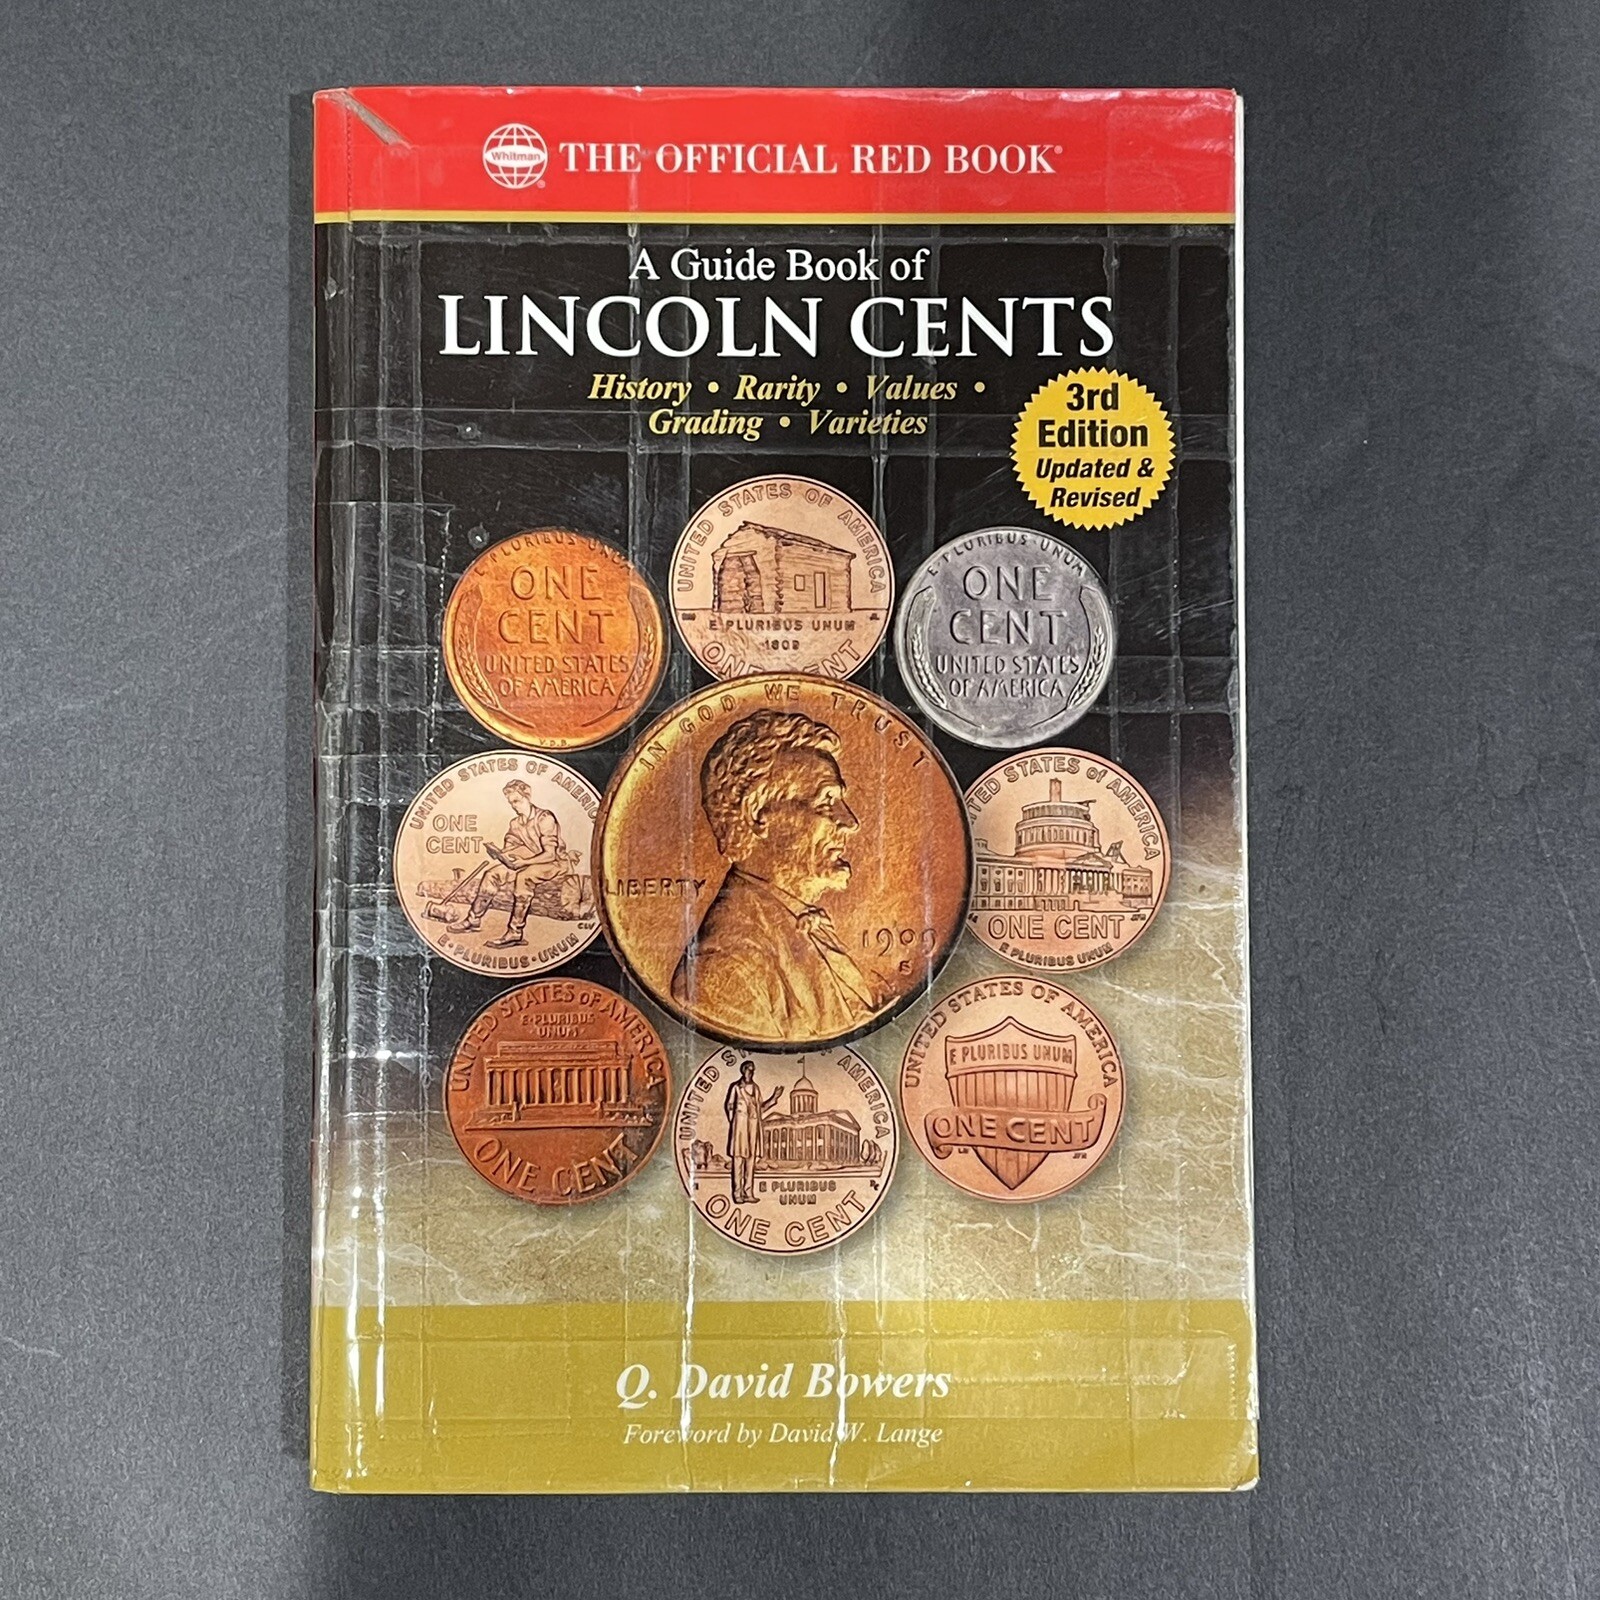 Whitman®
THE OFFICIAL RED BOOK®
A Guide Book of
LINCOLN CENTS
History • Rarity • Values •
Grading • Varieties
3rd
Edition
Updated &
Revised
UNITED STATES OF AMERICA
E PLURIBUS UNUM
1809
ONE CENT
E·PLURIBUS·UNUM
ONE
CENT
UNITED STATES
OF AMERICA
V.D.B.
E·PLURIBUS·UNUM
ONE
CENT
UNITED STATES
OF AMERICA
IN GOD WE TRUST
LIBERTY
1909
S
UNITED STATES OF AMERIC
ONE
CENT
E·PLURIBUS·UNUM
ITED STATES of AMERICA
ONE CENT
E PLURIBUS UNUM
UNITED STATES OF AMERICA
E·PLURIBUS
·UNUM·
ONE CENT
UNITED S
AMERICA
E PLURIBUS
UNUM
ONE CENT
UNITED STATES OF AMERICA
E PLURIBUS UNUM
ONE CENT
Q. David Bowers
Foreword by David W. Lange